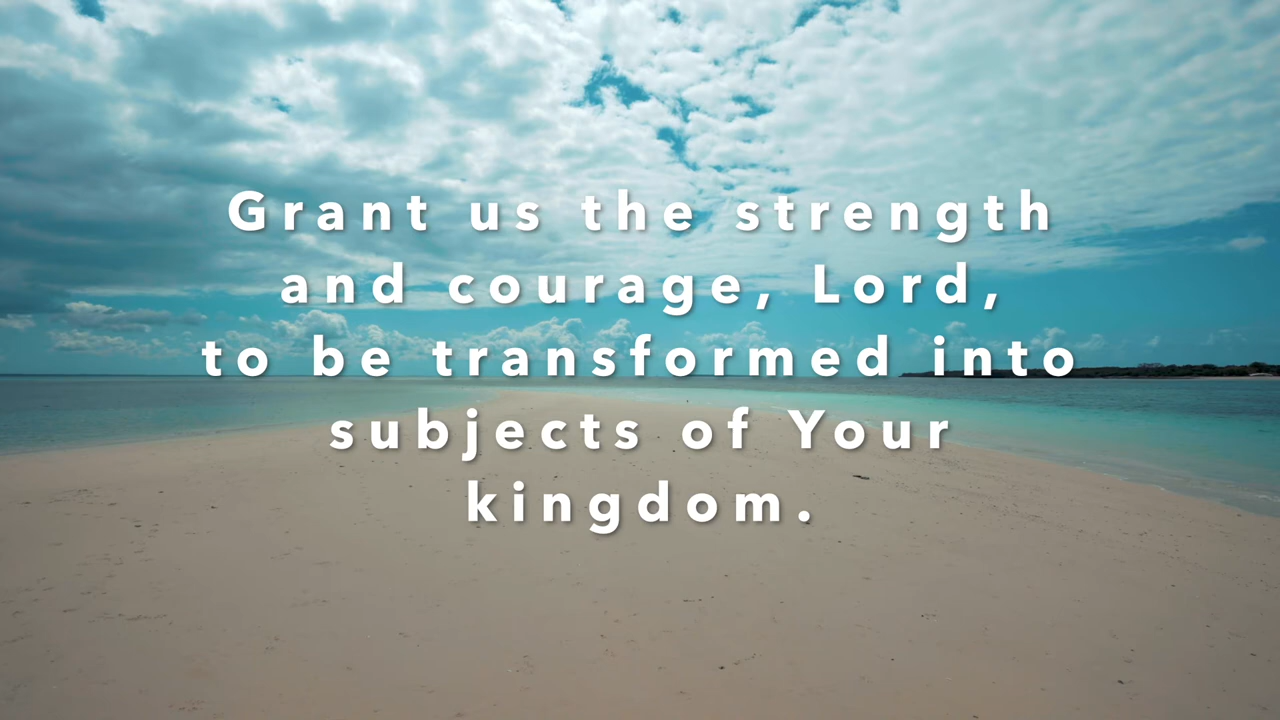 Grant us the strength
and courage, Lord,
to be transformed into
subjects of Your
kingdom.